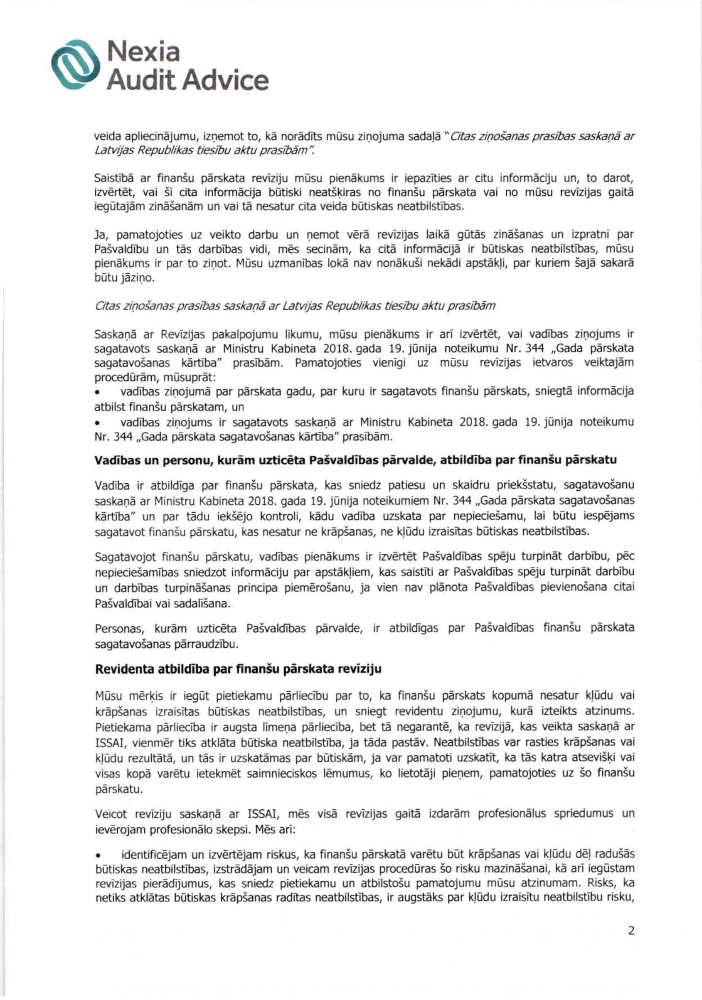 Nexia
Audit Advice
veida apliecinājumu, izņemot to, kā norādīts mūsu ziņojuma sadaļā "Citas ziņošanas prasības saskaņā ar
Latvijas Republikas tiesību aktu prasībām".
Saistībā ar finanšu pārskata revīziju mūsu pienākums ir iepazīties ar citu informāciju un, to darot,
izvērtēt, vai šī cita informācija būtiski neatšķiras no finanšu pārskata vai no mūsu revīzijas gaitā
iegūtajām zināšanām un vai tā nesatur cita veida būtiskas neatbilstības.
Ja, pamatojoties uz veikto darbu un ņemot vērā revīzijas laikā gūtās zināšanas un izpratni par
Pašvaldību un tās darbības vidi, mēs secinām, ka citā informācijā ir būtiskas neatbilstības, mūsu
pienākums ir par to ziņot. Mūsu uzmanības lokā nav nonākuši nekādi apstākļi, par kuriem šajā sakarā
būtu jāziņo.
Citas ziņošanas prasības saskaņā ar Latvijas Republikas tiesību aktu prasībām
Saskaņā ar Revīzijas pakalpojumu likumu, mūsu pienākums ir arī izvērtēt, vai vadības ziņojums ir
sagatavots saskaņā ar Ministru Kabineta 2018. gada 19. jūnija noteikumu Nr. 344 „Gada pārskata
sagatavošanas kārtība" prasībām. Pamatojoties vienīgi uz mūsu revīzijas ietvaros veiktajām
procedūrām, mūsuprāt:
• vadības ziņojumā par pārskata gadu, par kuru ir sagatavots finanšu pārskats, sniegtā informācija
atbilst finanšu pārskatam, un
• vadības ziņojums ir sagatavots saskaņā ar Ministru Kabineta 2018. gada 19. jūnija noteikumu
Nr. 344 „Gada pārskata sagatavošanas kārtība" prasībām.
Vadības un personu, kurām uzticēta Pašvaldības pārvalde, atbildība par finanšu pārskatu
Vadība ir atbildīga par finanšu pārskata, kas sniedz patiesu un skaidru priekšstatu, sagatavošanu
saskaņā ar Ministru Kabineta 2018. gada 19. jūnija noteikumiem Nr. 344 „Gada pārskata sagatavošanas
kārtība" un par tādu iekšējo kontroli, kādu vadība uzskata par nepieciešamu, lai būtu iespējams
sagatavot finanšu pārskatu, kas nesatur ne krāpšanas, ne kļūdu izraisītas būtiskas neatbilstības.
Sagatavojot finanšu pārskatu, vadības pienākums ir izvērtēt Pašvaldības spēju turpināt darbību, pēc
nepieciešamības sniedzot informāciju par apstākļiem, kas saistīti ar Pašvaldības spēju turpināt darbību
un darbības turpināšanas principa piemērošanu, ja vien nav plānota Pašvaldības pievienošana citai
Pašvaldībai vai sadalīšana.
Personas, kurām uzticēta Pašvaldības pārvalde, ir atbildīgas par Pašvaldības finanšu pārskata
sagatavošanas pārraudzību.
Revidenta atbildība par finanšu pārskata revīziju
Mūsu mērķis ir iegūt pietiekamu pārliecību par to, ka finanšu pārskats kopumā nesatur kļūdu vai
krāpšanas izraisītas būtiskas neatbilstības, un sniegt revidentu ziņojumu, kurā izteikts atzinums.
Pietiekama pārliecība ir augsta līmeņa pārliecība, bet tā negarantē, ka revīzijā, kas veikta saskaņā ar
ISSAI, vienmēr tiks atklāta būtiska neatbilstība, ja tāda pastāv. Neatbilstības var rasties krāpšanas vai
kļūdu rezultātā, un tās ir uzskatāmas par būtiskām, ja var pamatoti uzskatīt, ka tās katra atsevišķi vai
visas kopā varētu ietekmēt saimnieciskos lēmumus, ko lietotāji pieņem, pamatojoties uz šo finanšu
pārskatu.
Veicot revīziju saskaņā ar ISSAI, mēs visā revīzijas gaitā izdarām profesionālus spriedumus un
ievērojam profesionālo skepsi. Mēs arī:
• identificējam un izvērtējam riskus, ka finanšu pārskatā varētu būt krāpšanas vai kļūdu dēļ radušās
būtiskas neatbilstības, izstrādājam un veicam revīzijas procedūras šo risku mazināšanai, kā arī iegūstam
revīzijas pierādījumus, kas sniedz pietiekamu un atbilstošu pamatojumu mūsu atzinumam. Risks, ka
netiks atklātas būtiskas krāpšanas radītas neatbilstības, ir augstāks par kļūdu izraisītu neatbilstību risku,
2